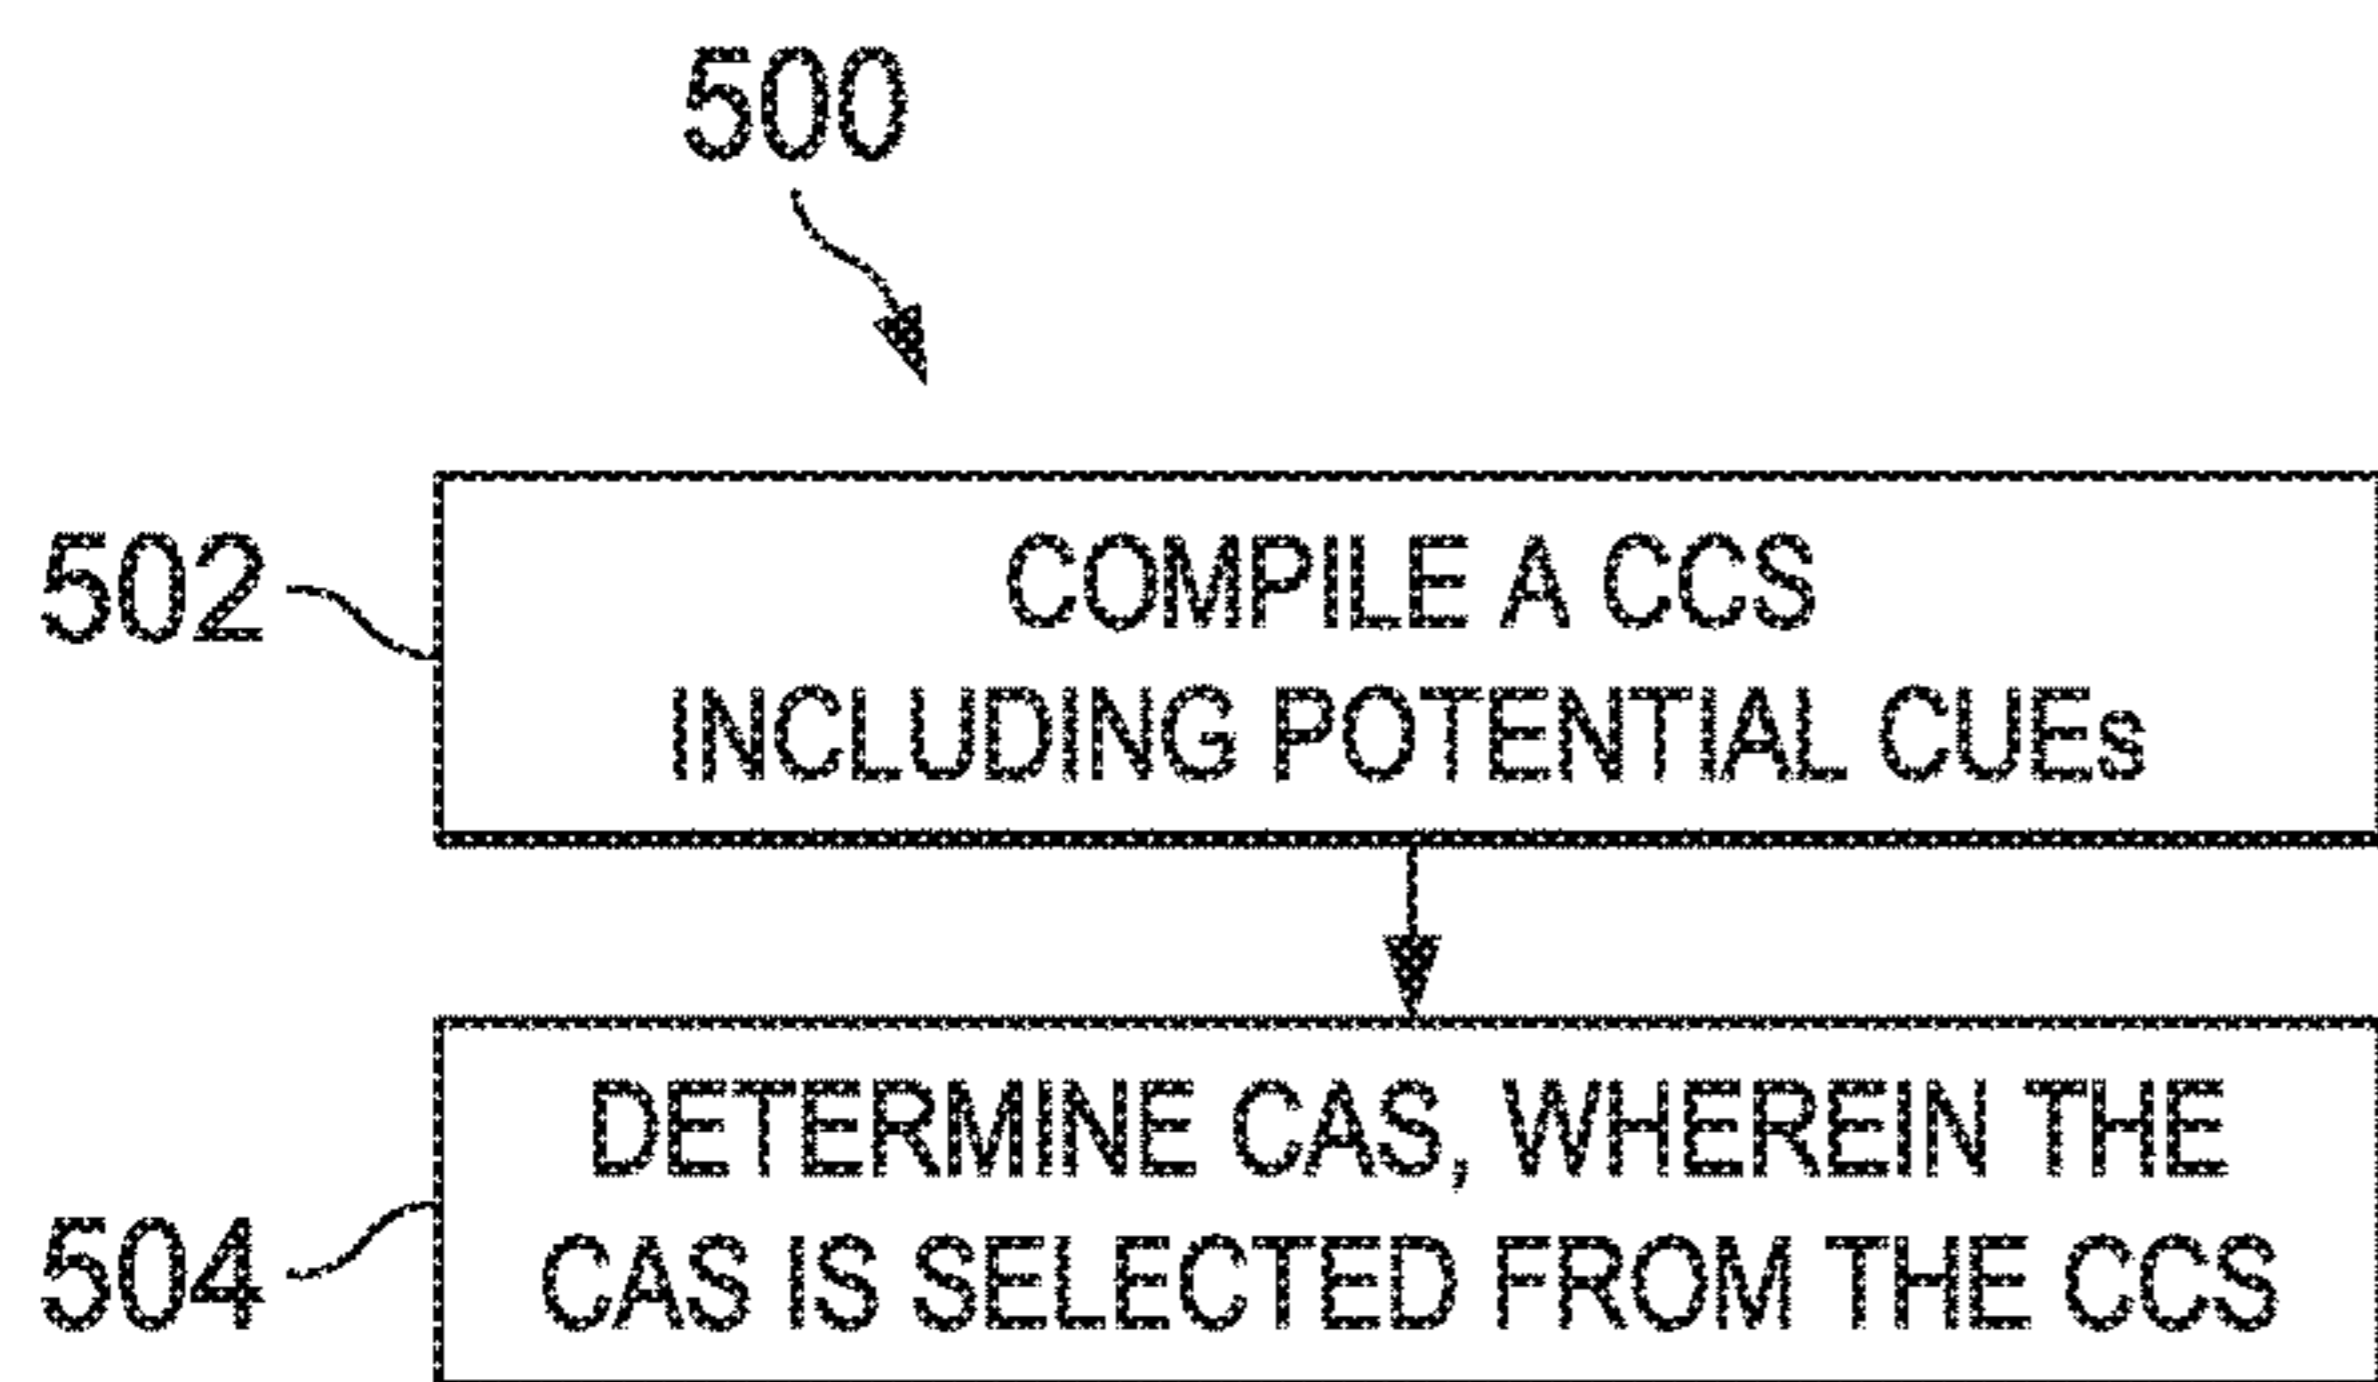 500
502
COMPILE A CCS
INCLUDING POTENTIAL CUEs
504
DETERMINE CAS, WHEREIN THE
CAS IS SELECTED FROM THE CCS